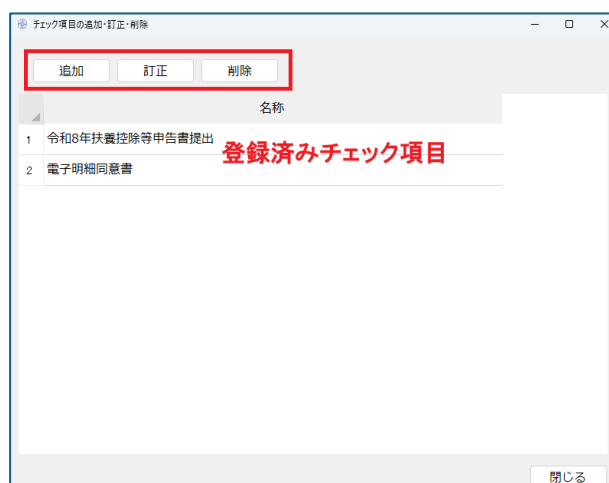 チェック項目の追加・訂正・削除
追加 訂正 削除
名称
1 令和8年扶養控除等申告書提出
登録済みチェック項目
2 電子明細同意書
閉じる